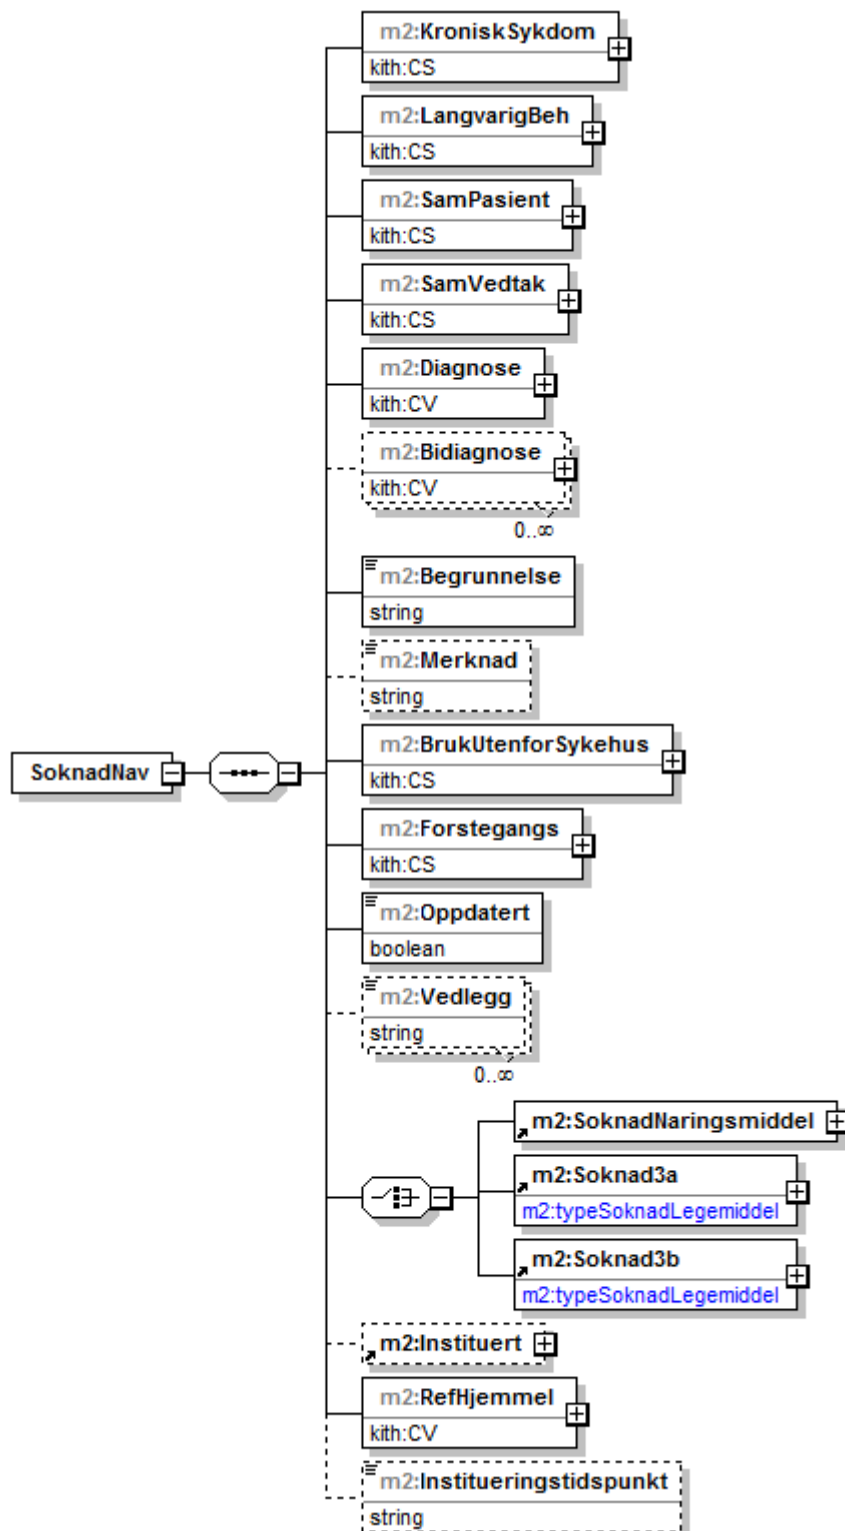 m2:KroniskSykdom
kith:CS
m2:LangvarigBeh
kith:CS
m2:SamPasient
kith:CS
m2:SamVedtak
kith:CS
m2:Diagnose
kith:CV
m2:Bidiagnose
kith:CV
0..∞
m2:Begrunnelse
string
m2:Merknad
string
SoknadNav
m2:BrukUtenforSykehus
kith:CS
m2:Forstegangs
kith:CS
m2:Oppdatert
boolean
m2:Vedlegg
string
0..∞
m2:SoknadNaringsmiddel
m2:Soknad3a
m2:typeSoknadLegemiddel
m2:Soknad3b
m2:typeSoknadLegemiddel
m2:Instituert
m2:RefHjemmel
kith:CV
m2:Institueringstidspunkt
string